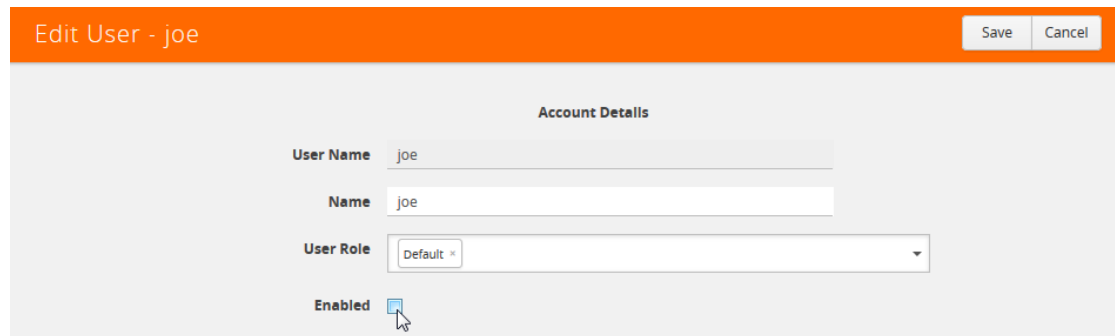 Edit User - joe
Save Cancel
Account Details
User Name joe
Name joe
User Role Default ×
Enabled